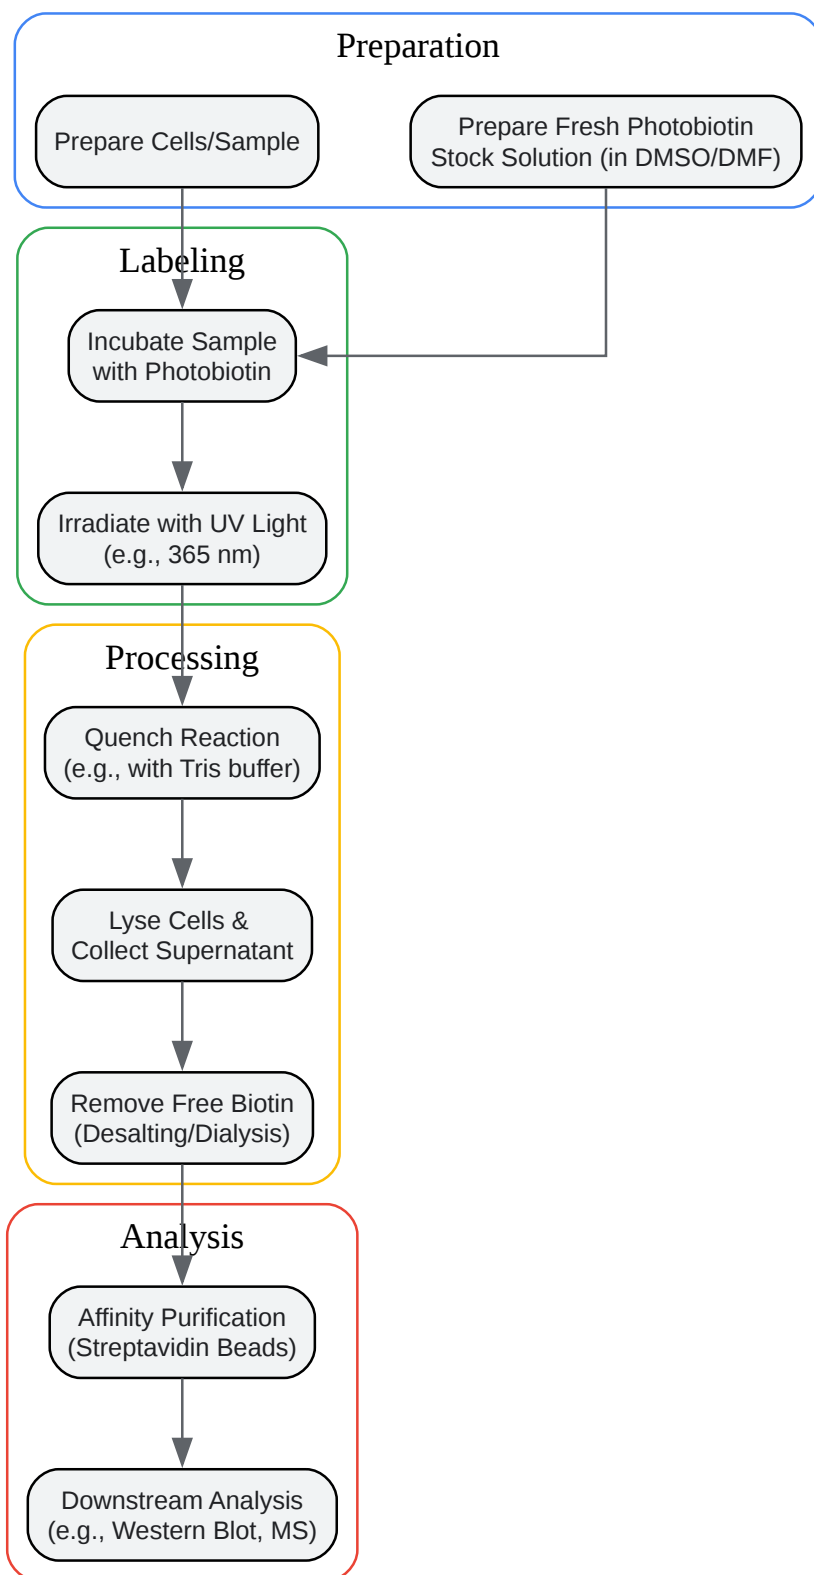 Preparation
Prepare Cells/Sample
Prepare Fresh Photobiotin
Stock Solution (in DMSO/DMF)
Labeling
Incubate Sample
with Photobiotin
Irradiate with UV Light
(e.g., 365 nm)
Processing
Quench Reaction
(e.g., with Tris buffer)
Lyse Cells &
Collect Supernatant
Remove Free Biotin
(Desalting/Dialysis)
Analysis
Affinity Purification
(Streptavidin Beads)
Downstream Analysis
(e.g., Western Blot, MS)